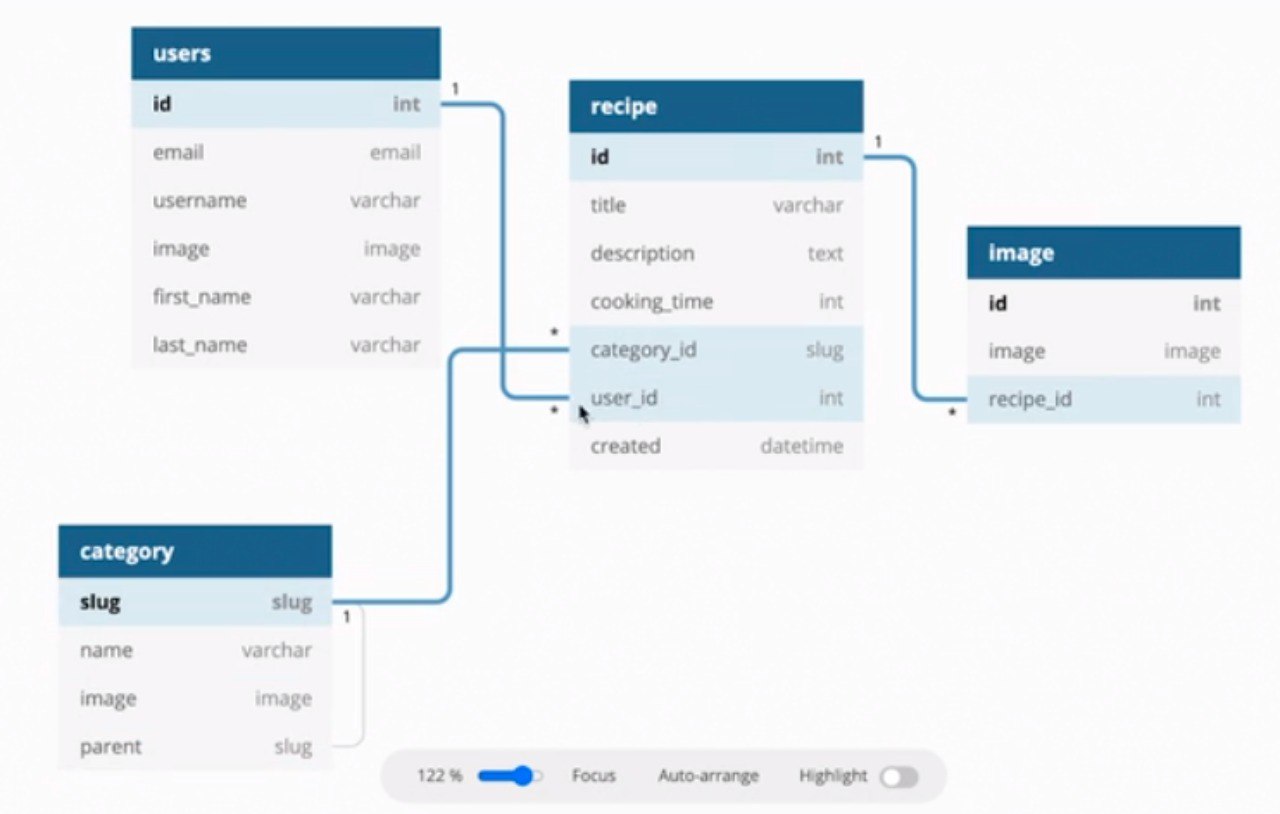 users
id int
email email
username varchar
image image
first_name varchar
last_name varchar
1
*
*
recipe
id int
title varchar
description text
cooking_time int
category_id slug
user_id int
created datetime
1
*
image
id int
image image
recipe_id int
category
slug slug
name varchar
image image
parent slug
1
122 % Focus Auto-arrange Highlight